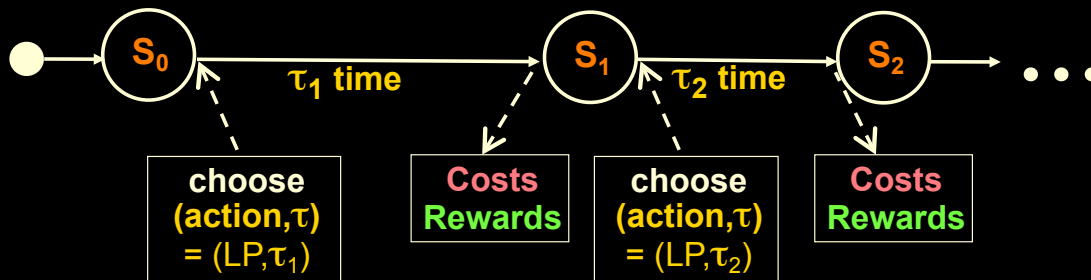 S₀
S₁
S₂
τ₁ time
τ₂ time
...
choose
(action,τ)
= (LP,τ₁)
Costs
Rewards
choose
(action,τ)
= (LP,τ₂)
Costs
Rewards